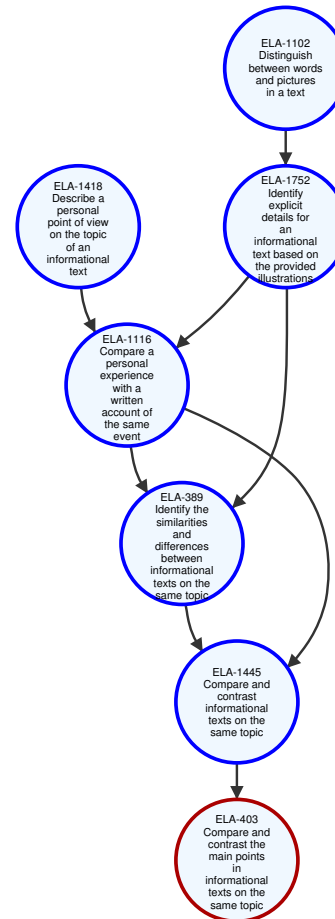 ELA-1102
Distinguish
between words
and pictures
in a text
ELA-1418
Describe a
personal
point of view
on the topic
of an
informational
text
ELA-1752
Identify
explicit
details for
an
informational
text based on
the provided
illustrations
ELA-1116
Compare a
personal
experience
with a
written
account of
the same
event
ELA-389
Identify the
similarities
and
differences
between
informational
texts on the
same topic
ELA-1445
Compare and
contrast
informational
texts on the
same topic
ELA-403
Compare and
contrast the
main points
in
informational
texts on the
same topic